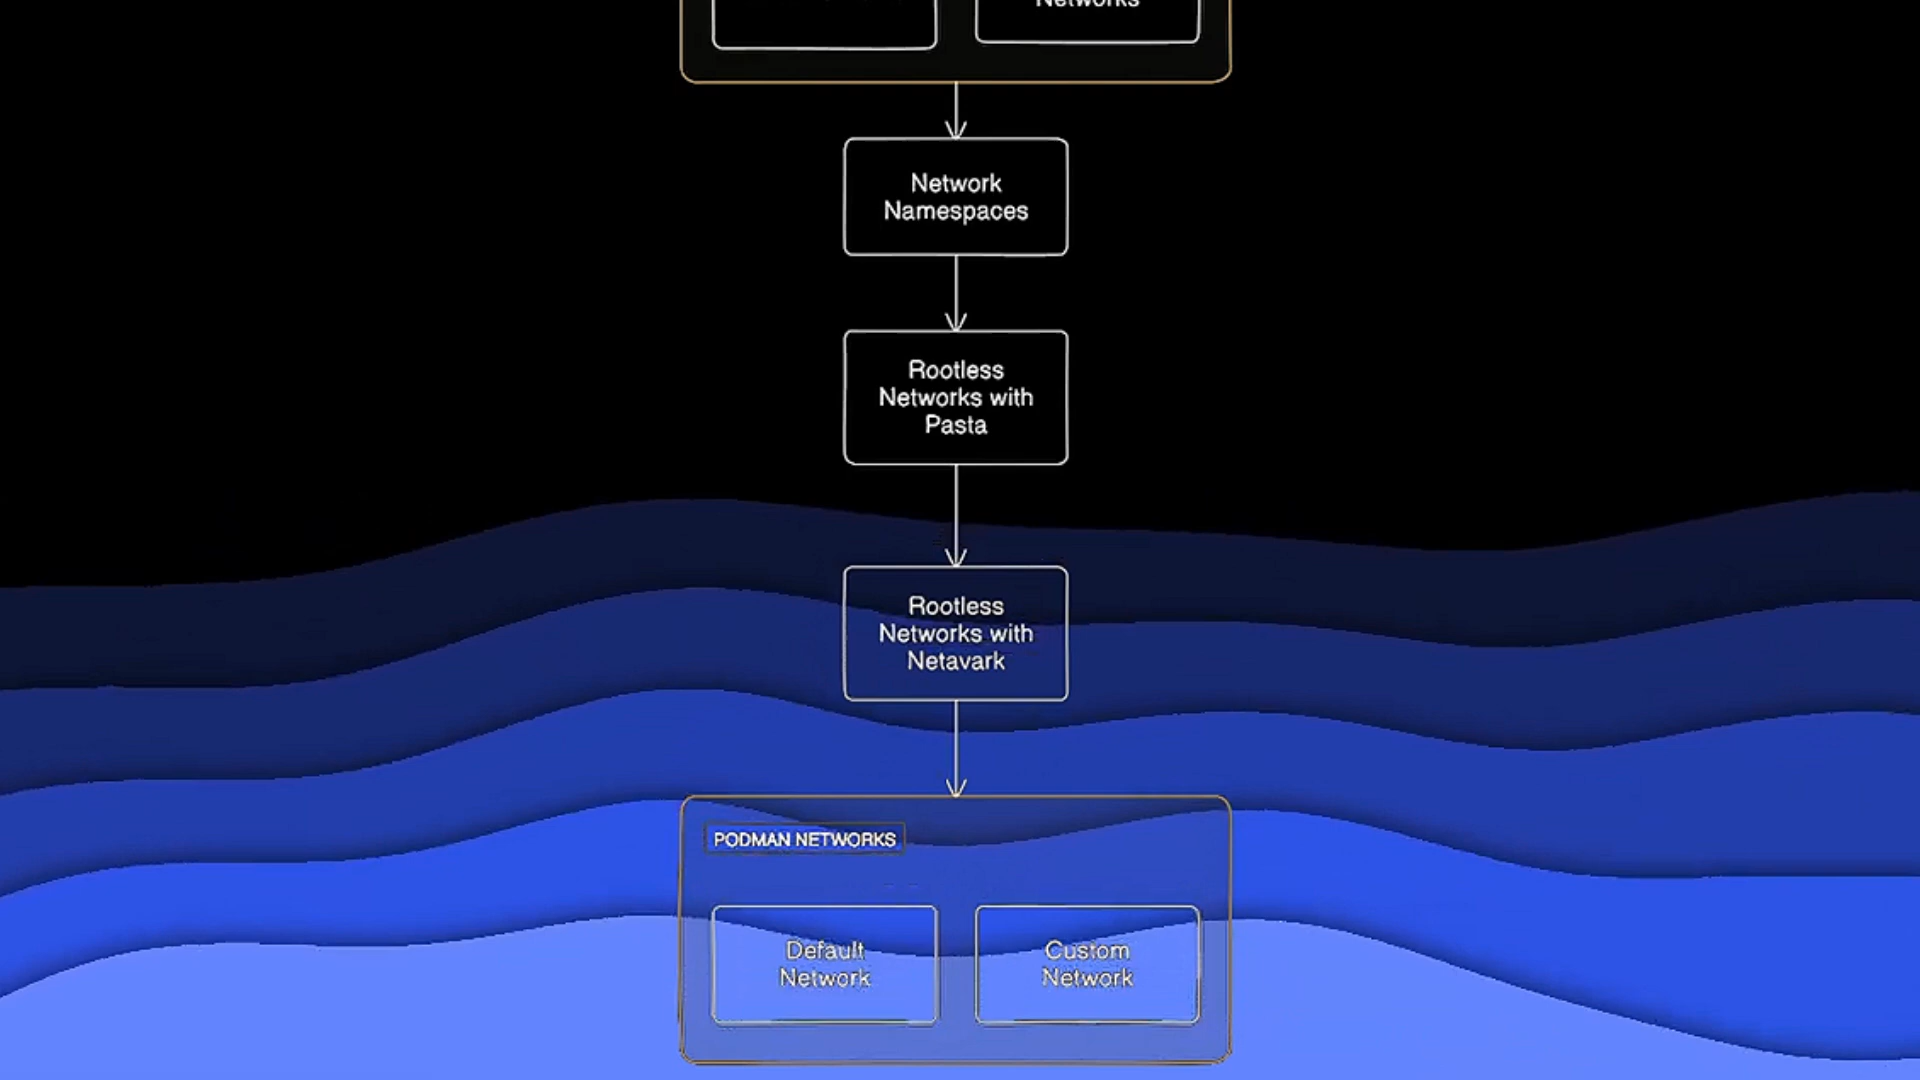 Networks
Network
Namespaces
Rootless
Networks with
Pasta
Rootless
Networks with
Netavark
PODMAN NETWORKS
Default
Network
Custom
Network